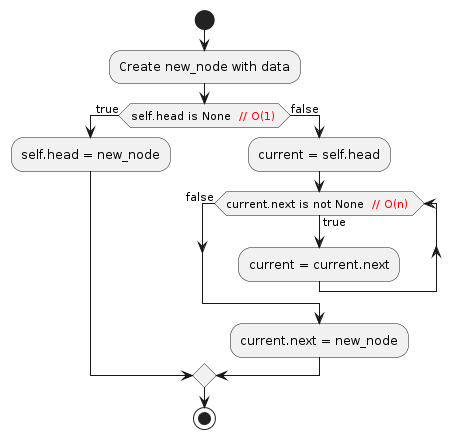 Create new_node with data
true
self.head is None // O(1)
false
self.head = new_node
current = self.head
false
current.next is not None // O(n)
true
current = current.next
current.next = new_node